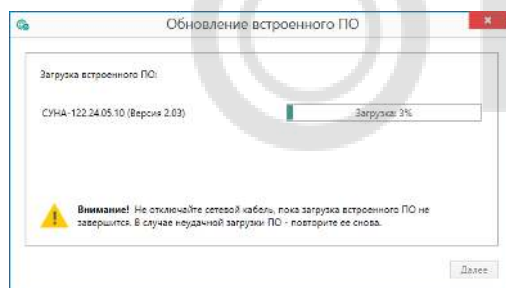 Обновление встроенного ПО
Загрузка встроенного ПО:
СУНА-122.24.05.10 (Версия 2.03)
Загрузка: 3%
Внимание! Не отключайте сетевой кабель, пока загрузка встроенного ПО не
завершится. В случае неудачной загрузки ПО - повторите ее снова.
Далее